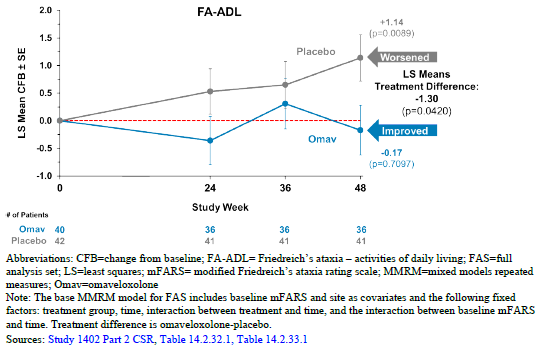 FA-ADL
2.0
1.5
1.0
0.5
0.0
-0.5
-1.0
LS Mean CFB ± SE
Placebo
+1.14
(p=0.0089)
Worsened
LS Means
Treatment Difference:
-1.30
(p=0.0420)
Improved
Omav
-0.17
(p=0.7097)
0 24 36 48
Study Week
# of Patients
Omav 40 36 36 36
Placebo 42 41 41 41
Abbreviations: CFB=change from baseline; FA-ADL= Friedreich’s ataxia – activities of daily living; FAS=full
analysis set; LS=least squares; mFARS= modified Friedreich’s ataxia rating scale; MMRM=mixed models repeated
measures; Omav=omaveloxolone
Note: The base MMRM model for FAS includes baseline mFARS and site as covariates and the following fixed
factors: treatment group, time, interaction between treatment and time, and the interaction between baseline mFARS
and time. Treatment difference is omaveloxolone-placebo.
Sources: Study 1402 Part 2 CSR, Table 14.2.32.1, Table 14.2.33.1